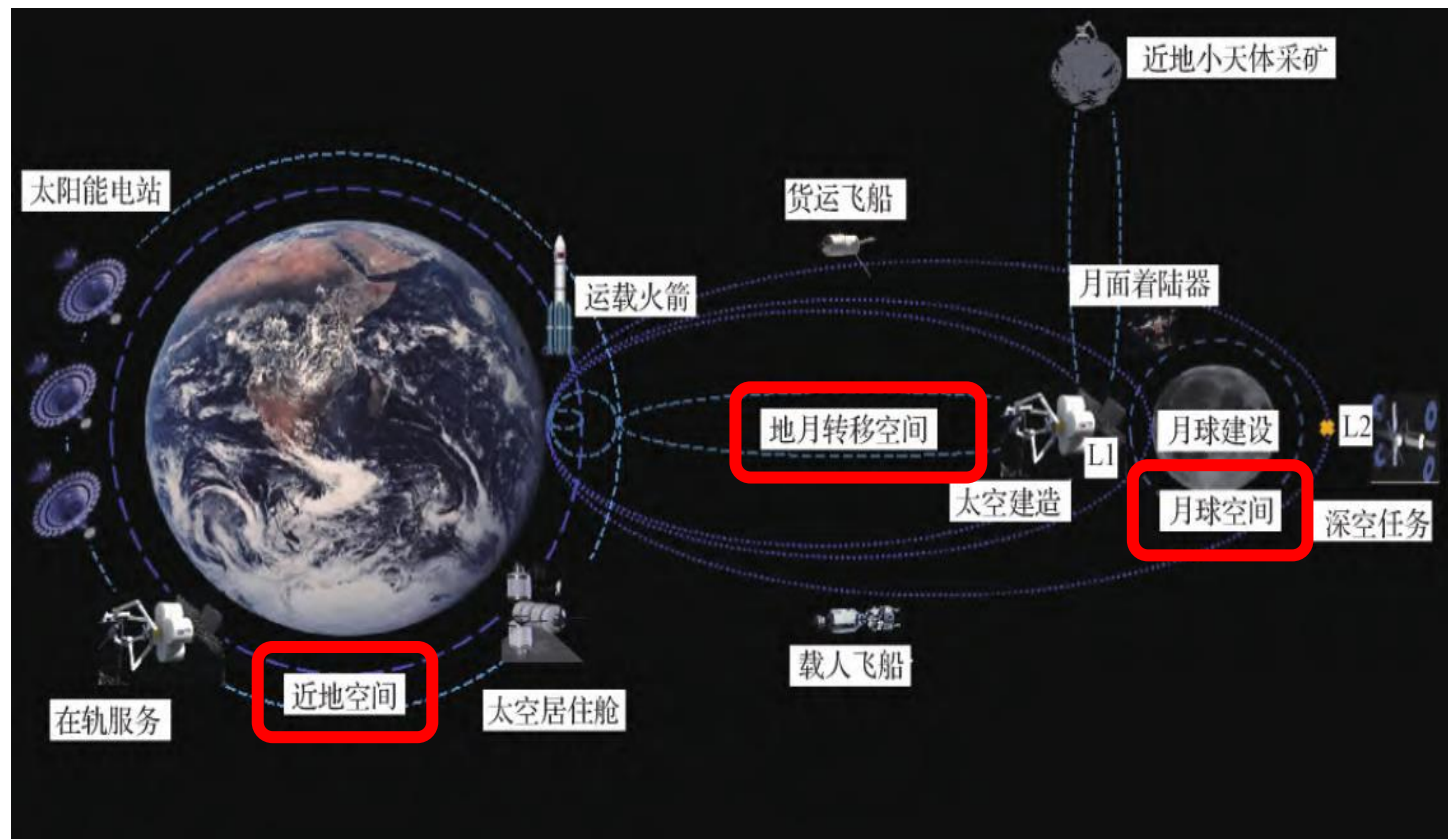 近地小天体采矿
太阳能电站
货运飞船
运载火箭
月面着陆器
地月转移空间
月球建设
L1
L2
太空建造
月球空间
深空任务
载人飞船
近地空间
太空居住舱
在轨服务